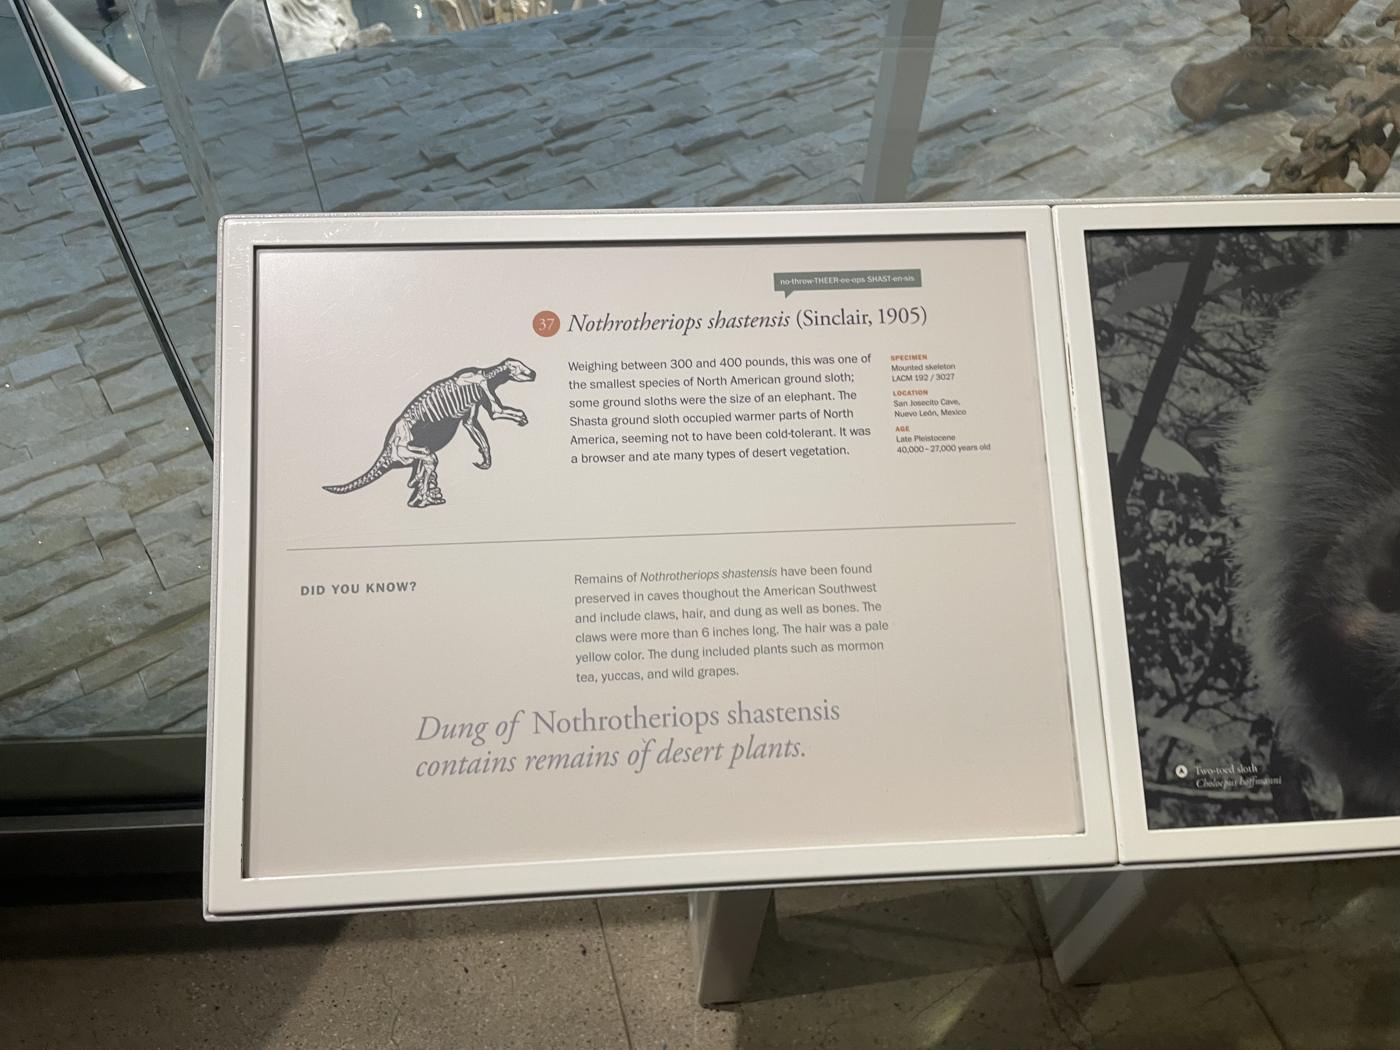 no-throw-THEER-ee-ops SHAST-en-sis
37 Nothrotheriops shastensis (Sinclair, 1905)
Weighing between 300 and 400 pounds, this was one of
the smallest species of North American ground sloth;
some ground sloths were the size of an elephant. The
Shasta ground sloth occupied warmer parts of North
America, seeming not to have been cold-tolerant. It was
a browser and ate many types of desert vegetation.
SPECIMEN
Mounted skeleton
LACM 192 / 3027
LOCATION
San Josecito Cave,
Nuevo León, Mexico
AGE
Late Pleistocene
40,000–27,000 years old
DID YOU KNOW?
Remains of Nothrotheriops shastensis have been found
preserved in caves thoughout the American Southwest
and include claws, hair, and dung as well as bones. The
claws were more than 6 inches long. The hair was a pale
yellow color. The dung included plants such as mormon
tea, yuccas, and wild grapes.
Dung of Nothrotheriops shastensis
contains remains of desert plants.
Two-toed sloth
Choloepus hoffmanni